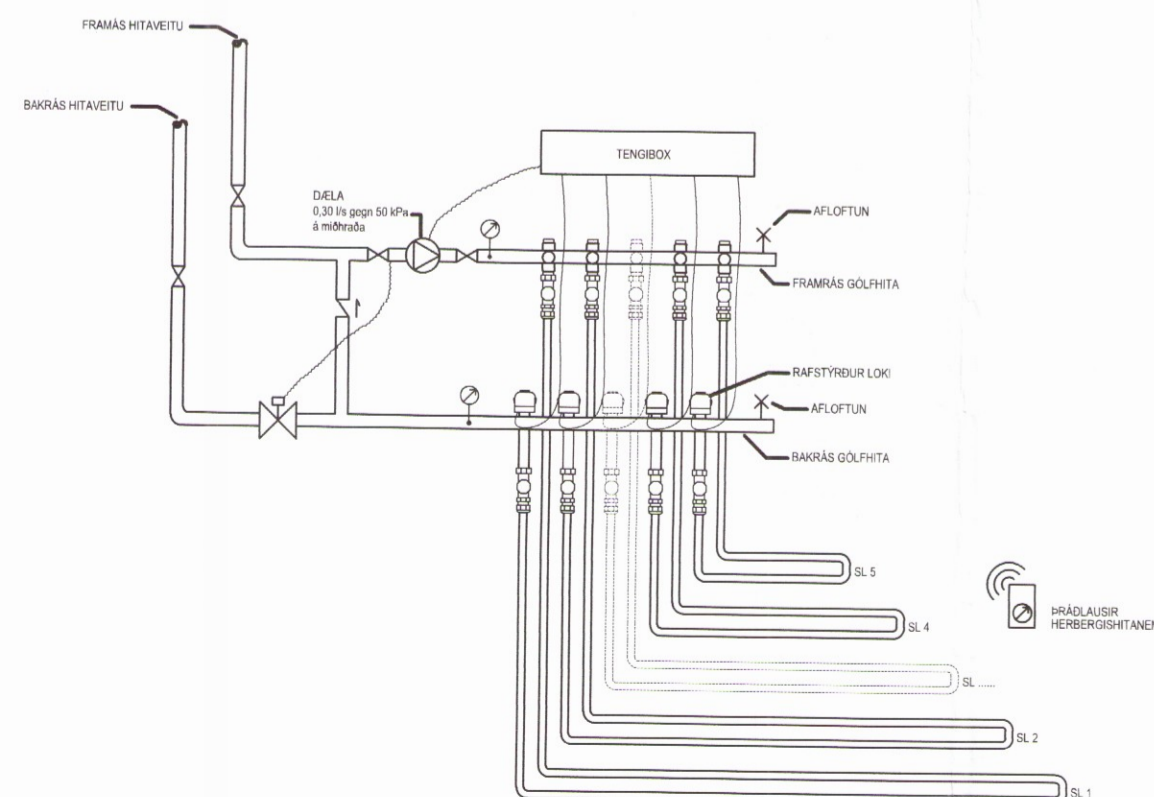 FRAMÁS HITAVEITU
BAKRÁS HITAVEITU
TENGIBOX
DÆLA
0,30 l/s gegn 50 kPa
á miðhraða
AFLOFTUN
FRAMRÁS GÓLFHITA
RAFSTÝRÐUR LOKI
AFLOFTUN
BAKRÁS GÓLFHITA
SL 5
ÞRÁÐLAUSIR
HERBERGISHITANEM
SL 4
SL ......
SL 2
SL 1